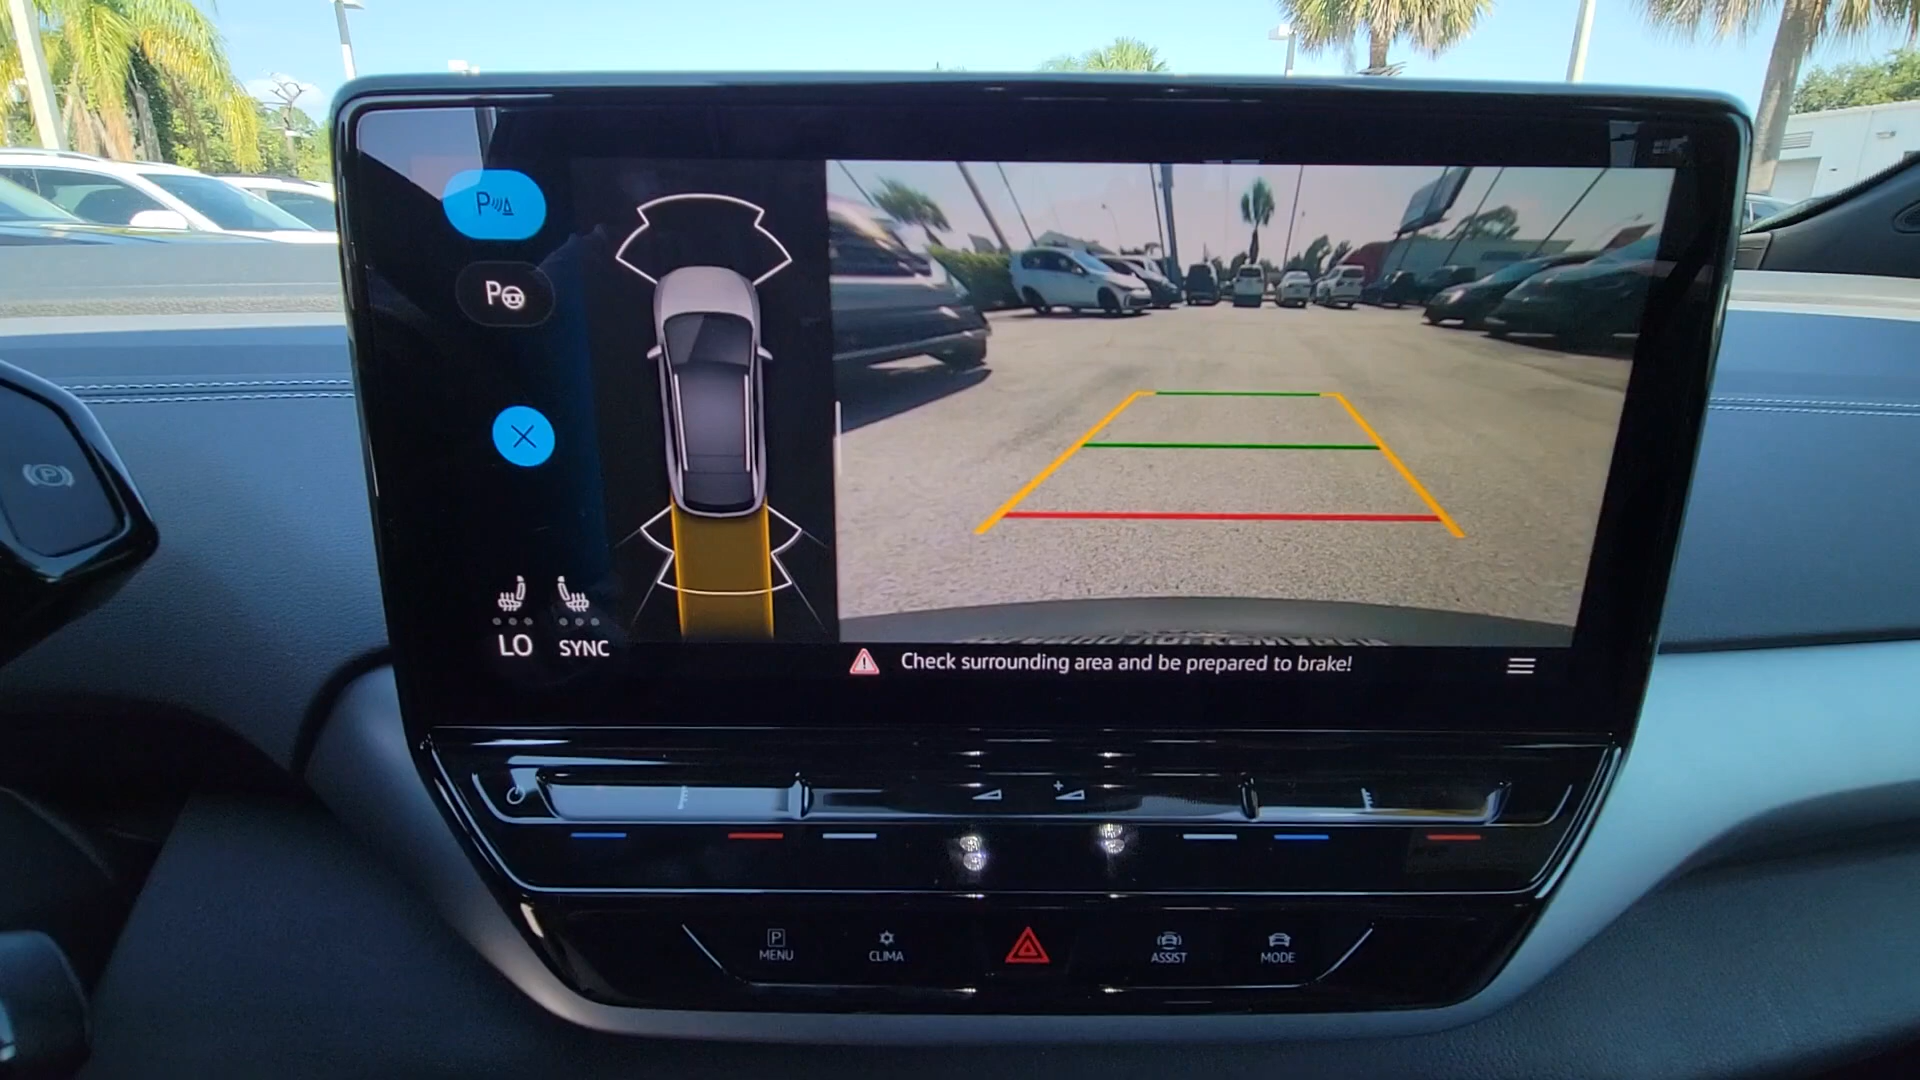 P
P
LO
SYNC
Check surrounding area and be prepared to brake!
P
MENU
CLIMA
ASSIST
MODE
P